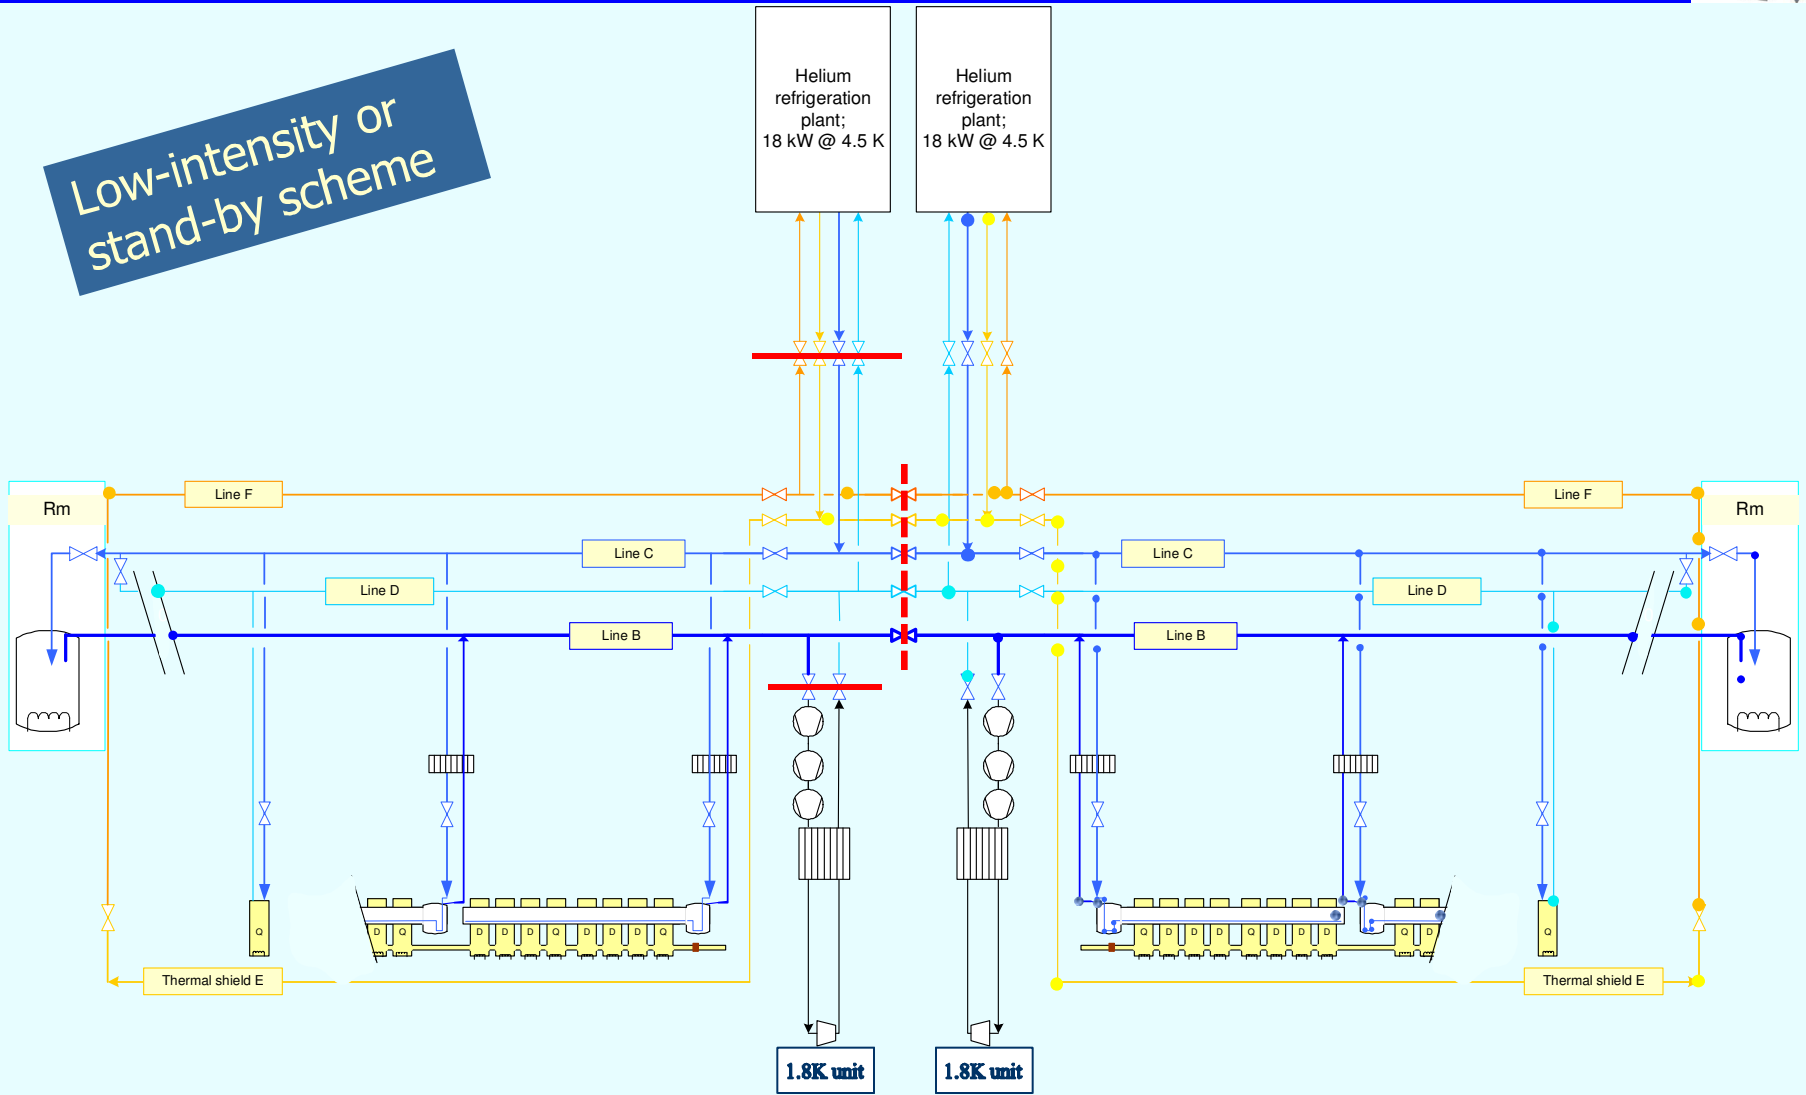 Low-intensity or
stand-by scheme
Helium
refrigeration
plant;
18 kW @ 4.5 K
Helium
refrigeration
plant;
18 kW @ 4.5 K
Rm
Line F
Line F
Rm
Line C
Line C
Line D
Line D
Line B
Line B
Q
D Q
D D D Q D D D Q
Q D D Q D D D
Q D
Q
Thermal shield E
Thermal shield E
1.8K unit
1.8K unit